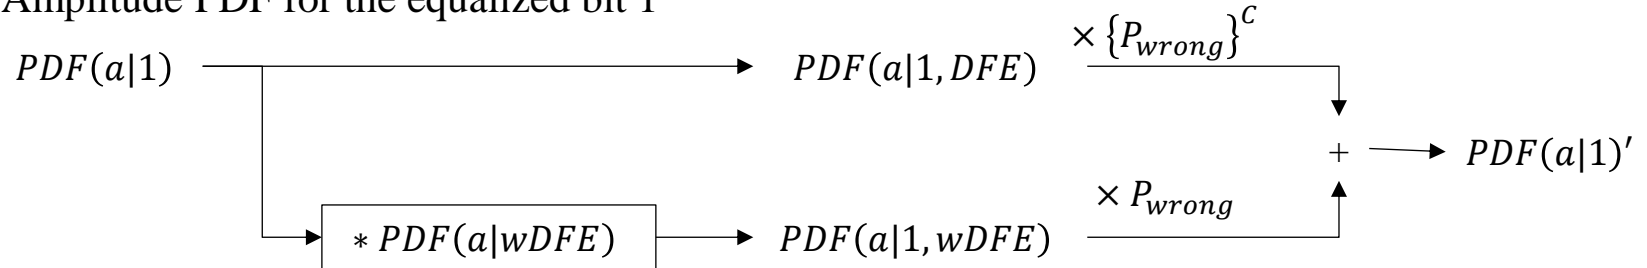 Amplitude PDF for the equalized bit 1
PDF(a|1)
PDF(a|1, DFE)
× {P_wrong}^C
+
PDF(a|1)′
∗ PDF(a|wDFE)
PDF(a|1, wDFE)
× P_wrong